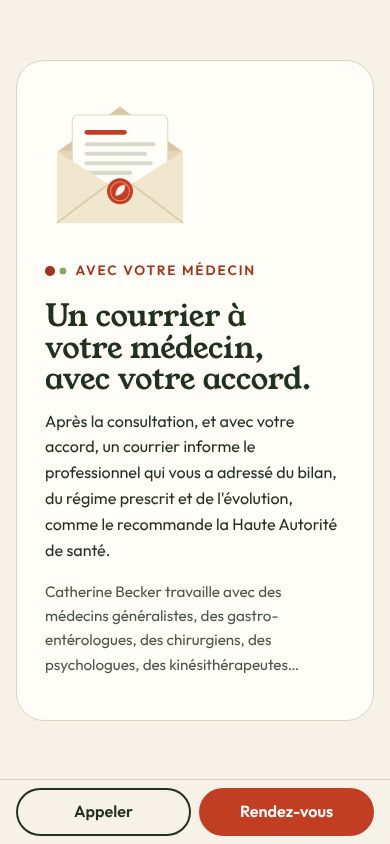 AVEC VOTRE MÉDECIN
Un courrier à
votre médecin,
avec votre accord.
Après la consultation, et avec votre
accord, un courrier informe le
professionnel qui vous a adressé du bilan,
du régime prescrit et de l'évolution,
comme le recommande la Haute Autorité
de santé.
Catherine Becker travaille avec des
médecins généralistes, des gastro-
entérologues, des chirurgiens, des
psychologues, des kinésithérapeutes…
Appeler
Rendez-vous